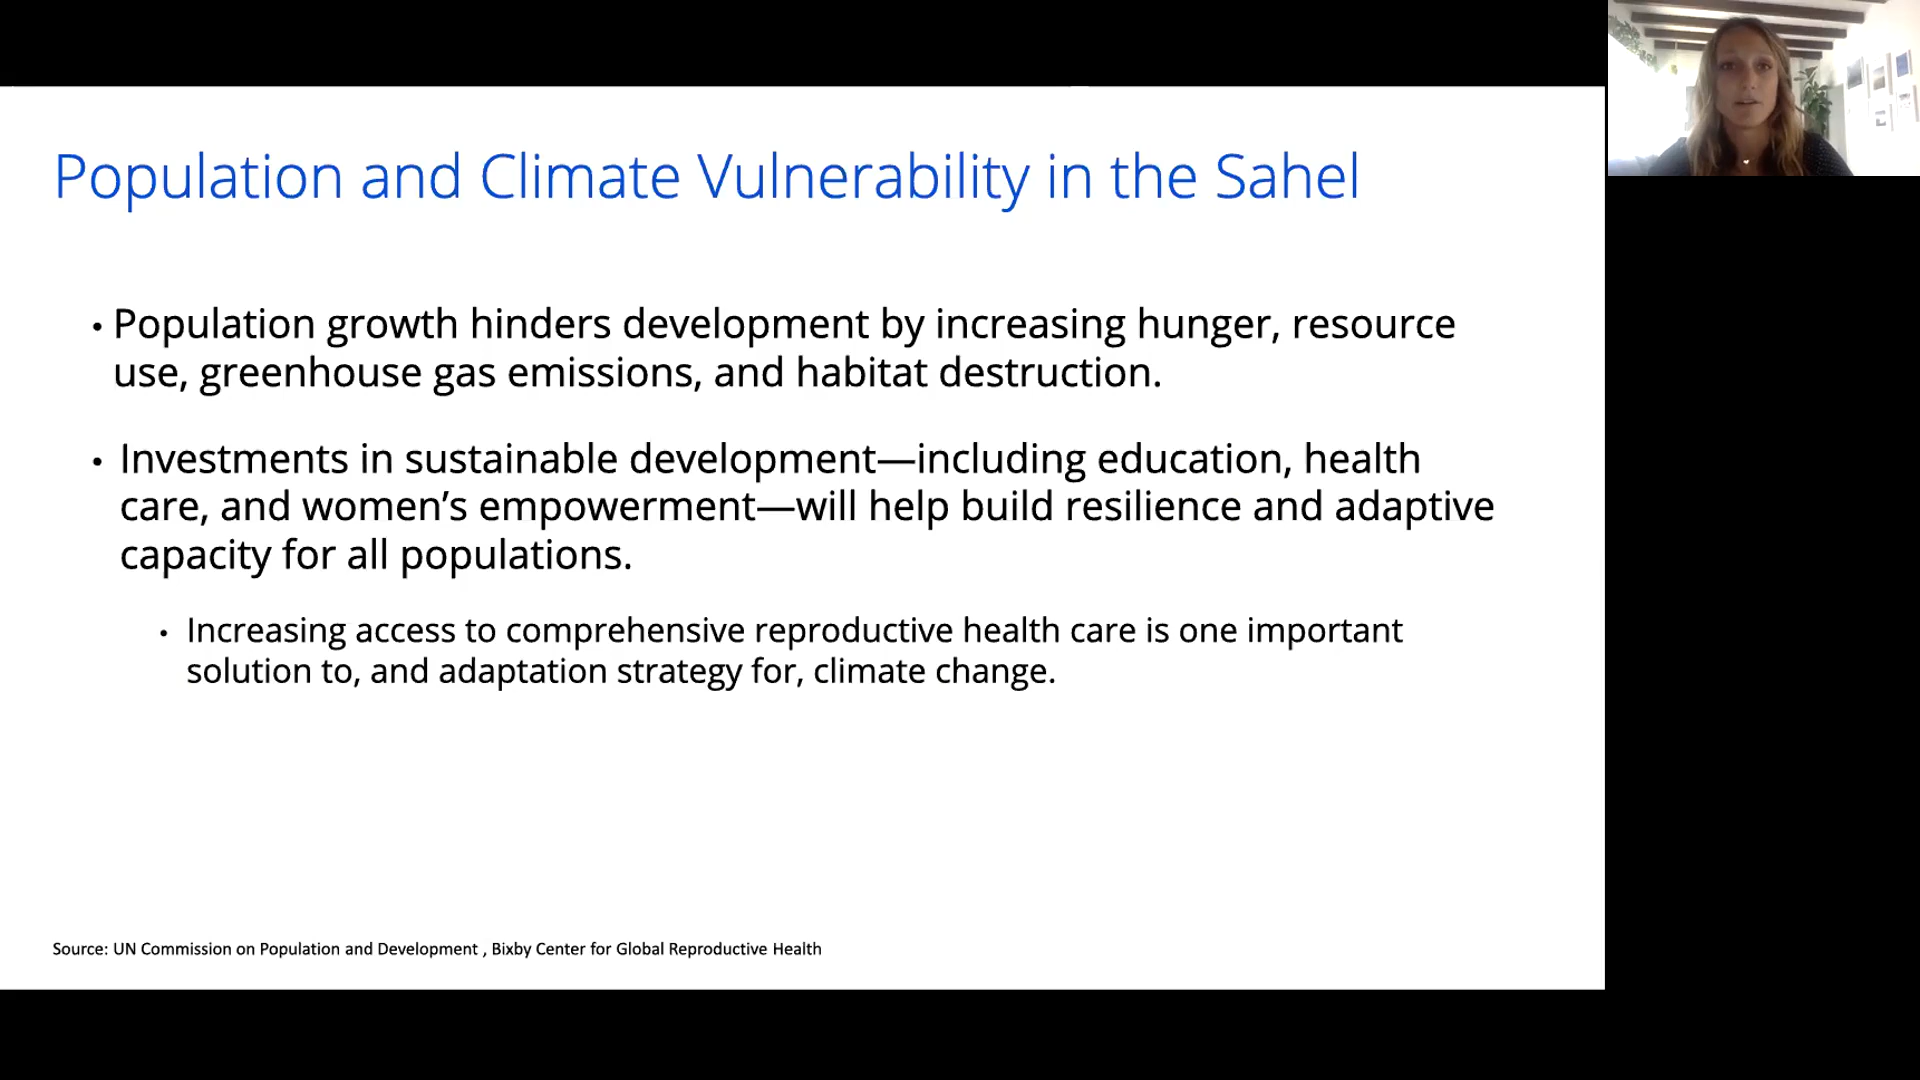 Population and Climate Vulnerability in the Sahel
• Population growth hinders development by increasing hunger, resource
use, greenhouse gas emissions, and habitat destruction.
• Investments in sustainable development—including education, health
care, and women’s empowerment—will help build resilience and adaptive
capacity for all populations.
• Increasing access to comprehensive reproductive health care is one important
solution to, and adaptation strategy for, climate change.
Source: UN Commission on Population and Development , Bixby Center for Global Reproductive Health